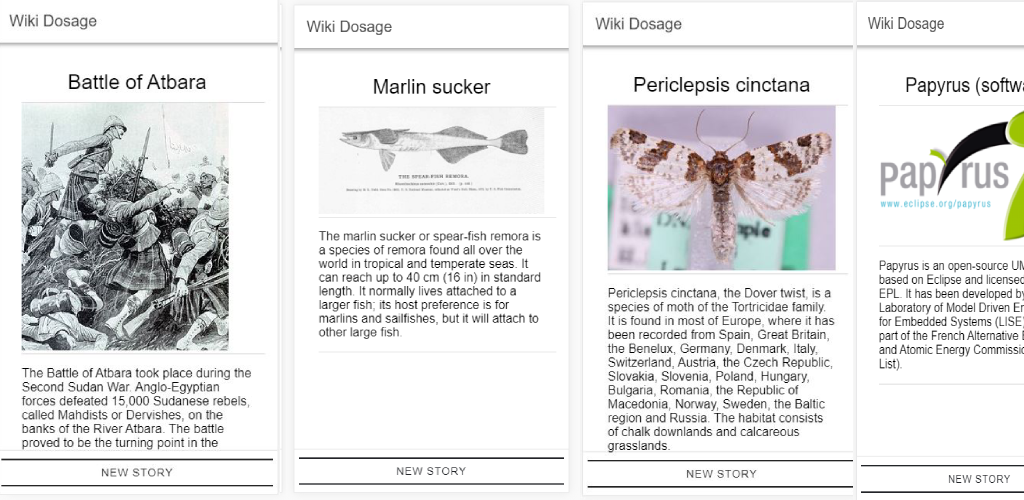 Wiki Dosage
Battle of Atbara
The Battle of Atbara took place during the
Second Sudan War. Anglo-Egyptian
forces defeated 15,000 Sudanese rebels,
called Mahdists or Dervishes, on the
banks of the River Atbara. The battle
proved to be the turning point in the
NEW STORY
Wiki Dosage
Marlin sucker
THE SPEAR-FISH REMORA.
The marlin sucker or spear-fish remora is
a species of remora found all over the
world in tropical and temperate seas. It
can reach up to 40 cm (16 in) in standard
length. It normally lives attached to a
larger fish; its host preference is for
marlins and sailfishes, but it will attach to
other large fish.
NEW STORY
Wiki Dosage
Periclepsis cinctana
Periclepsis cinctana, the Dover twist, is a
species of moth of the Tortricidae family.
It is found in most of Europe, where it has
been recorded from Spain, Great Britain,
the Benelux, Germany, Denmark, Italy,
Switzerland, Austria, the Czech Republic,
Slovakia, Slovenia, Poland, Hungary,
Bulgaria, Romania, the Republic of
Macedonia, Norway, Sweden, the Baltic
region and Russia. The habitat consists
of chalk downlands and calcareous
grasslands.
NEW STORY
Wiki Dosage
Papyrus (softwa
papyrus
www.eclipse.org/papyrus
Papyrus is an open-source UM
based on Eclipse and licensed
EPL. It has been developed by
Laboratory of Model Driven En
for Embedded Systems (LISE)
part of the French Alternative E
and Atomic Energy Commissio
List).
NEW STORY